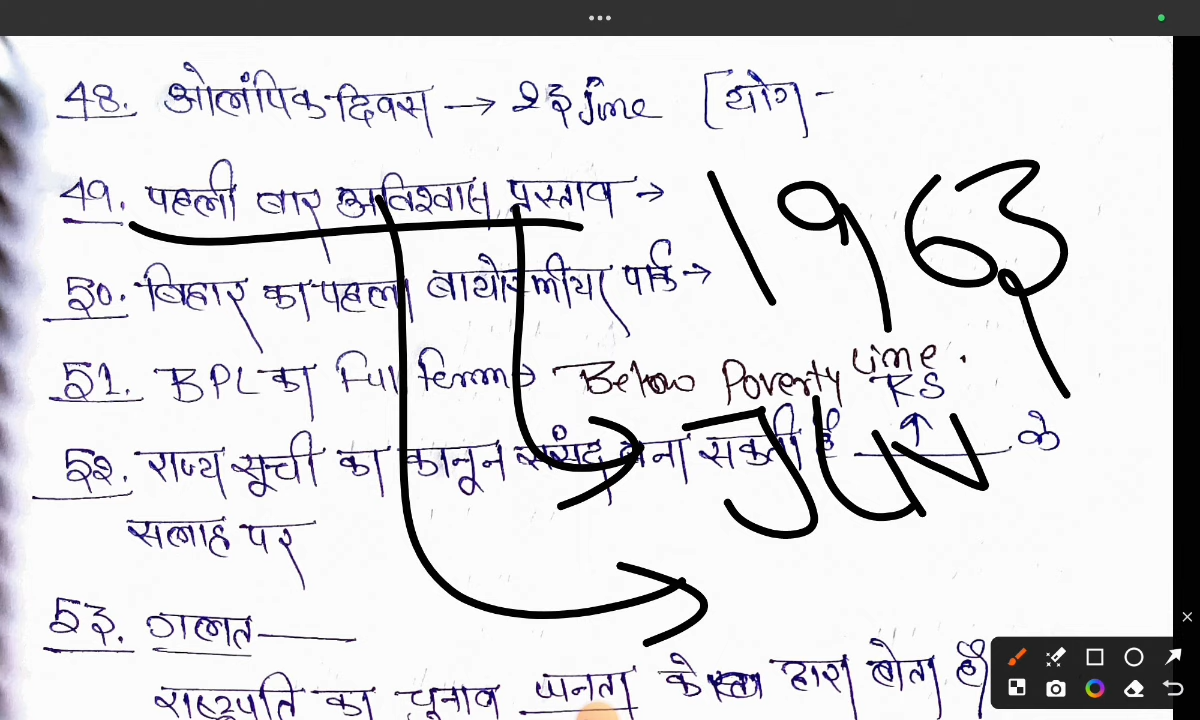 48. ओलंपिक दिवस → 23 June [योग -
49. पहली बार अविश्वास प्रस्ताव → 1963
50. बिहार का पहला पार्क →
51. BPL का Full Form → Below Poverty Line.
RS
52. राज्य सूची का कानून संसद बना सकती है ____ के
JUN
सलाह पर
53. गलत
राष्ट्रपति का चुनाव जनता के द्वारा होता है